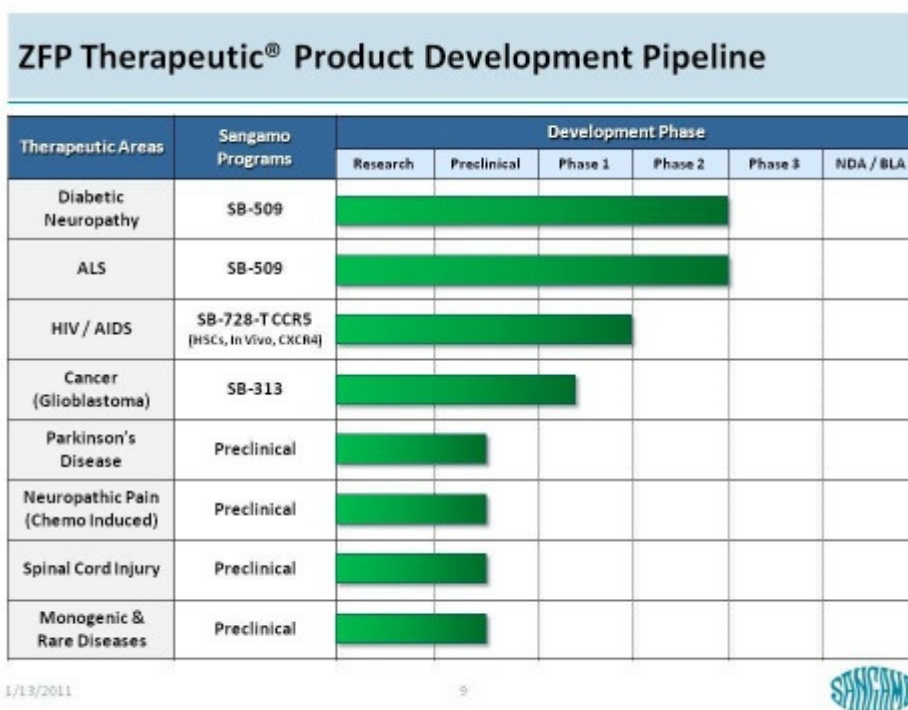 ZFP Therapeutic® Product Development Pipeline
Therapeutic Areas
Sangamo
Programs
Development Phase
Research
Preclinical
Phase 1
Phase 2
Phase 3
NDA / BLA
Diabetic
Neuropathy
SB-509
ALS
SB-509
HIV / AIDS
SB-728-T CCR5
(HSCs, In Vivo, CXCR4)
Cancer
(Glioblastoma)
SB-313
Parkinson's
Disease
Preclinical
Neuropathic Pain
(Chemo Induced)
Preclinical
Spinal Cord Injury
Preclinical
Monogenic &
Rare Diseases
Preclinical
1/13/2011
9
SANGAMO